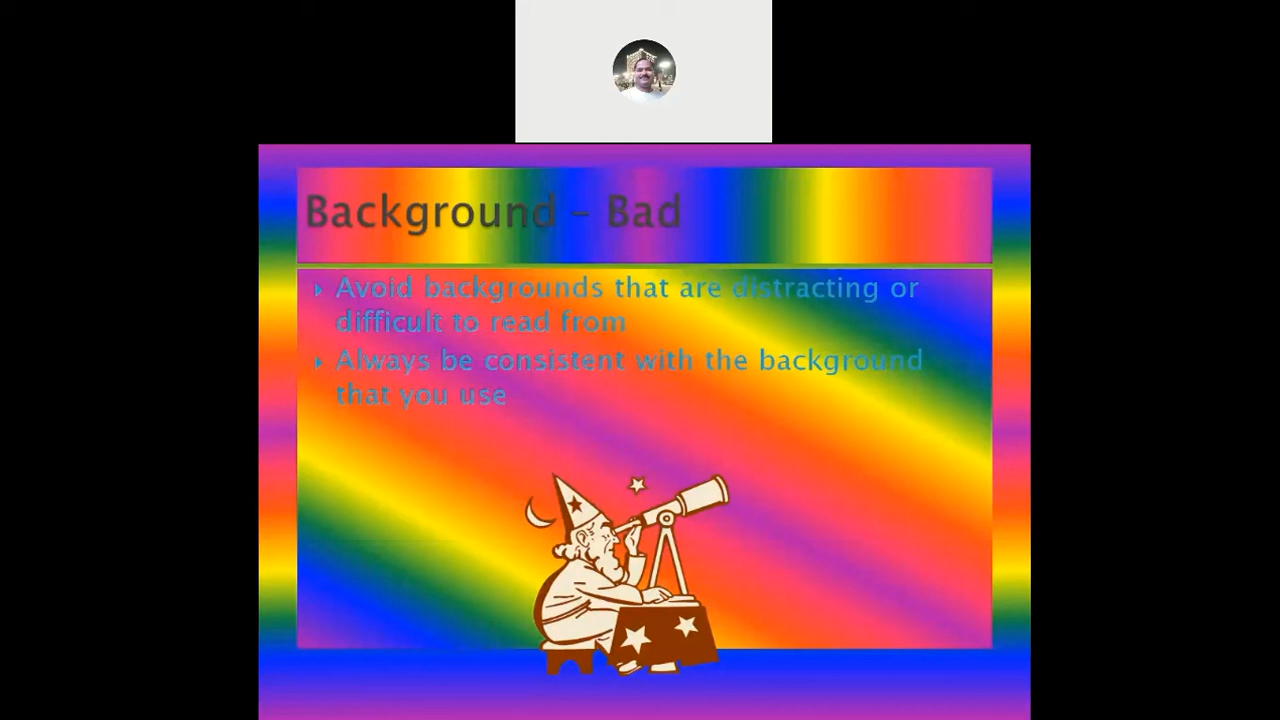 Background – Bad
Avoid backgrounds that are distracting or
difficult to read from
Always be consistent with the background
that you use